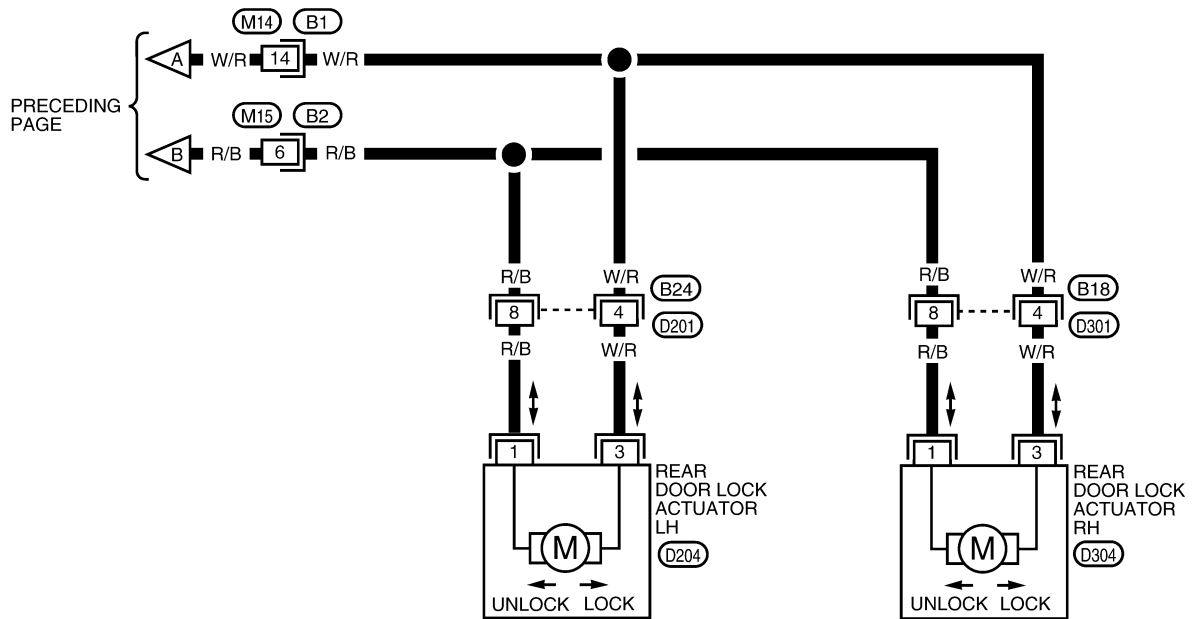 M14 B1
A W/R 14 W/R
PRECEDING
PAGE
M15 B2
B R/B 6 R/B
R/B W/R B24
8 4
D201
R/B W/R
1 3
REAR
DOOR LOCK
ACTUATOR
LH
D204
M
UNLOCK LOCK
R/B W/R B18
8 4
D301
R/B W/R
1 3
REAR
DOOR LOCK
ACTUATOR
RH
D304
M
UNLOCK LOCK